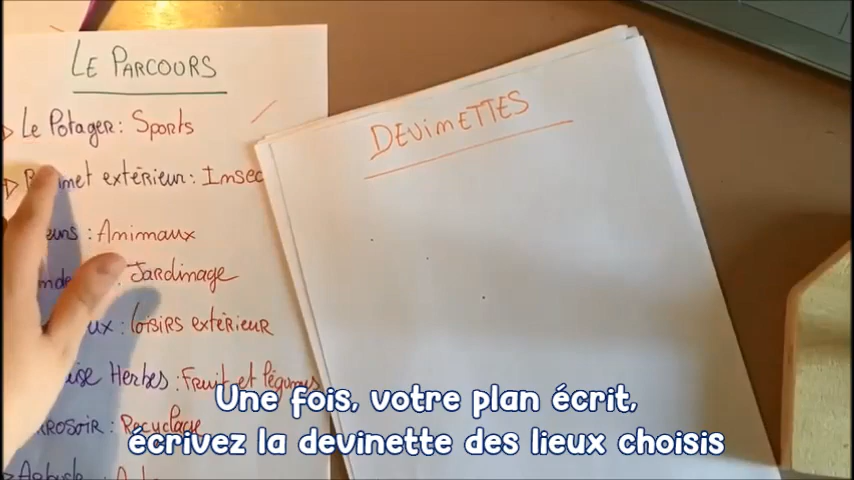 LE PARCOURS
Le Potager: Sports
extérieur: Insec
: Animaux
Jardinage
: loisirs extérieur
Herbes: Fruit et légumes
: Recyclage
DEVIMETTES
Une fois, votre plan écrit,
écrivez la devinette des lieux choisis